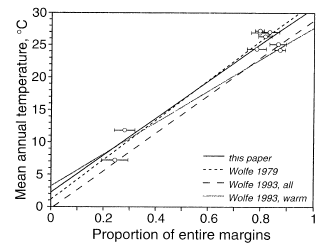 Mean annual temperature, °C
30
25
20
15
10
5
0
0
0.2
0.4
0.6
0.8
1
Proportion of entire margins
this paper
Wolfe 1979
Wolfe 1993, all
Wolfe 1993, warm